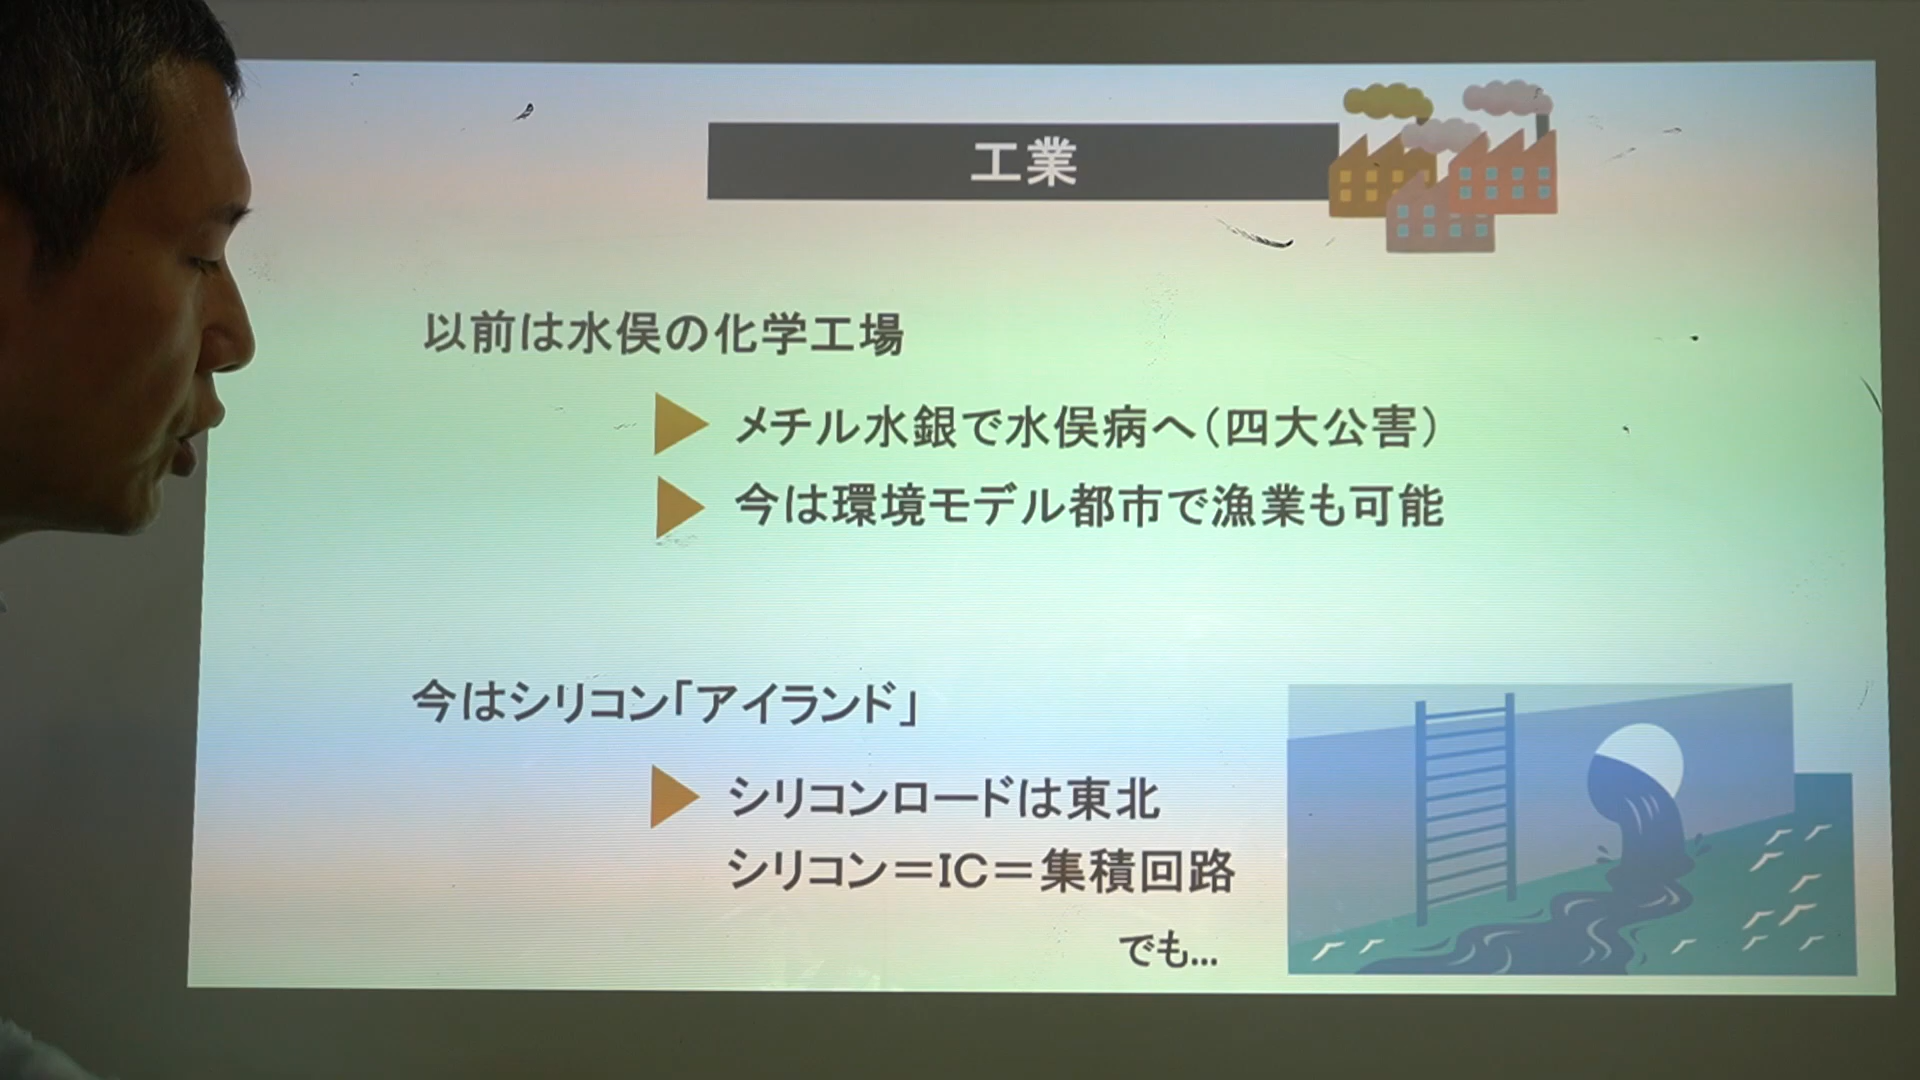 工業
以前は水俣の化学工場
メチル水銀で水俣病へ（四大公害）
今は環境モデル都市で漁業も可能
今はシリコン「アイランド」
シリコンロードは東北
シリコン＝IC＝集積回路
でも...